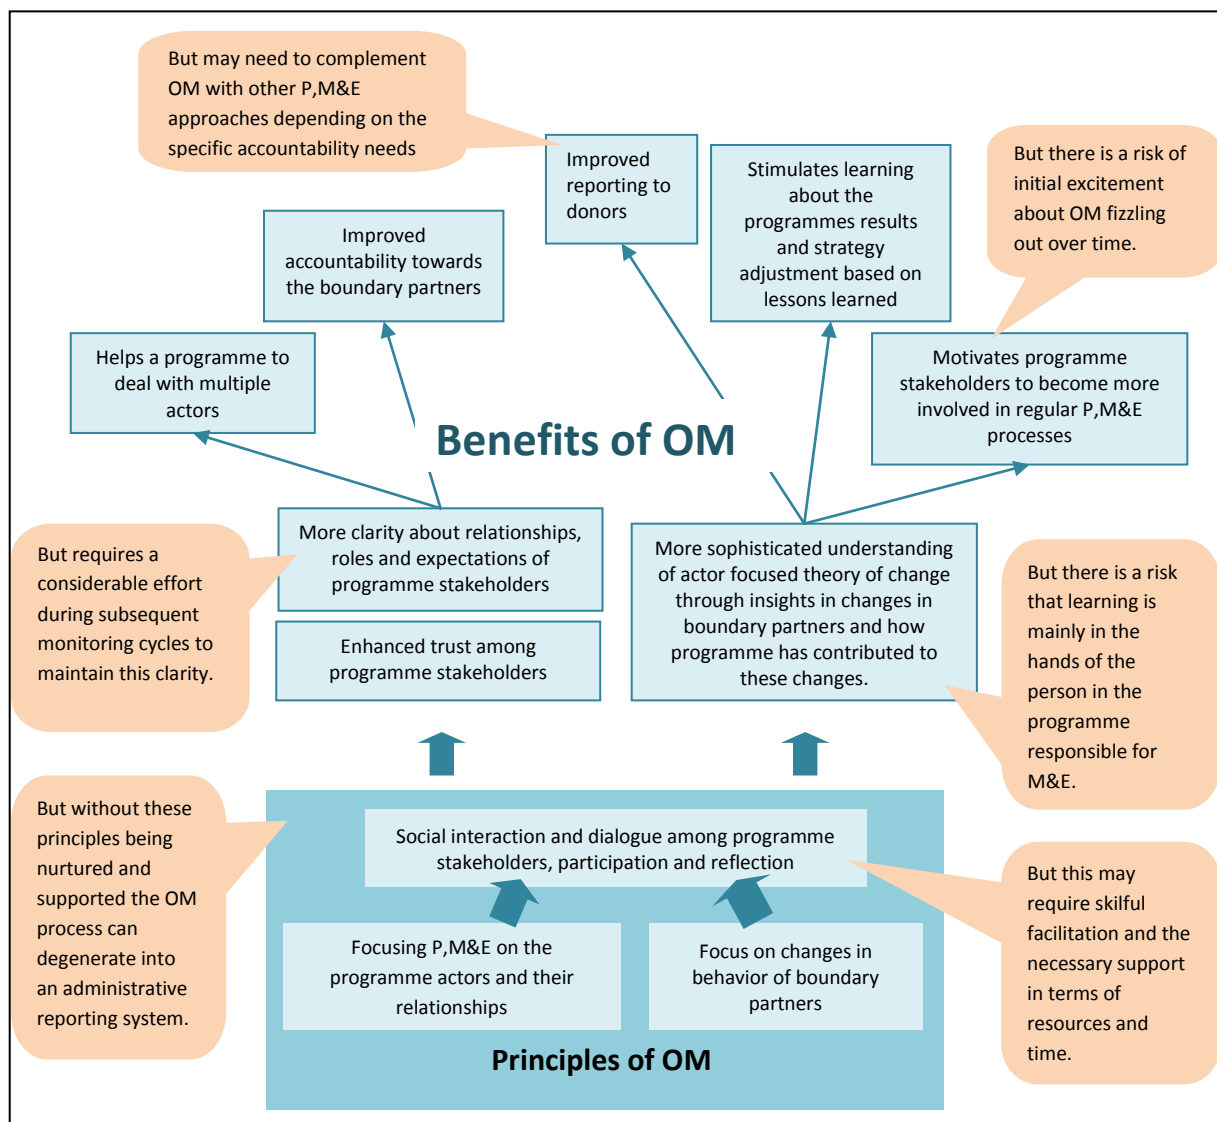 But may need to complement
OM with other P,M&E
approaches depending on the
specific accountability needs
Improved
reporting to
donors
Stimulates learning
about the
programmes results
and strategy
adjustment based on
lessons learned
But there is a risk of
initial excitement
about OM fizzling
out over time.
Improved
accountability towards
the boundary partners
Helps a programme to
deal with multiple
actors
Motivates programme
stakeholders to become more
involved in regular P,M&E
processes
Benefits of OM
But requires a
considerable effort
during subsequent
monitoring cycles to
maintain this clarity.
More clarity about relationships,
roles and expectations of
programme stakeholders
Enhanced trust among
programme stakeholders
More sophisticated understanding
of actor focused theory of change
through insights in changes in
boundary partners and how
programme has contributed to
these changes.
But there is a risk
that learning is
mainly in the
hands of the
person in the
programme
responsible for
M&E.
But without these
principles being
nurtured and
supported the OM
process can
degenerate into
an administrative
reporting system.
Social interaction and dialogue among programme
stakeholders, participation and reflection
But this may
require skilful
facilitation and the
necessary support
in terms of
resources and
time.
Focusing P,M&E on the
programme actors and their
relationships
Focus on changes in
behavior of boundary
partners
Principles of OM